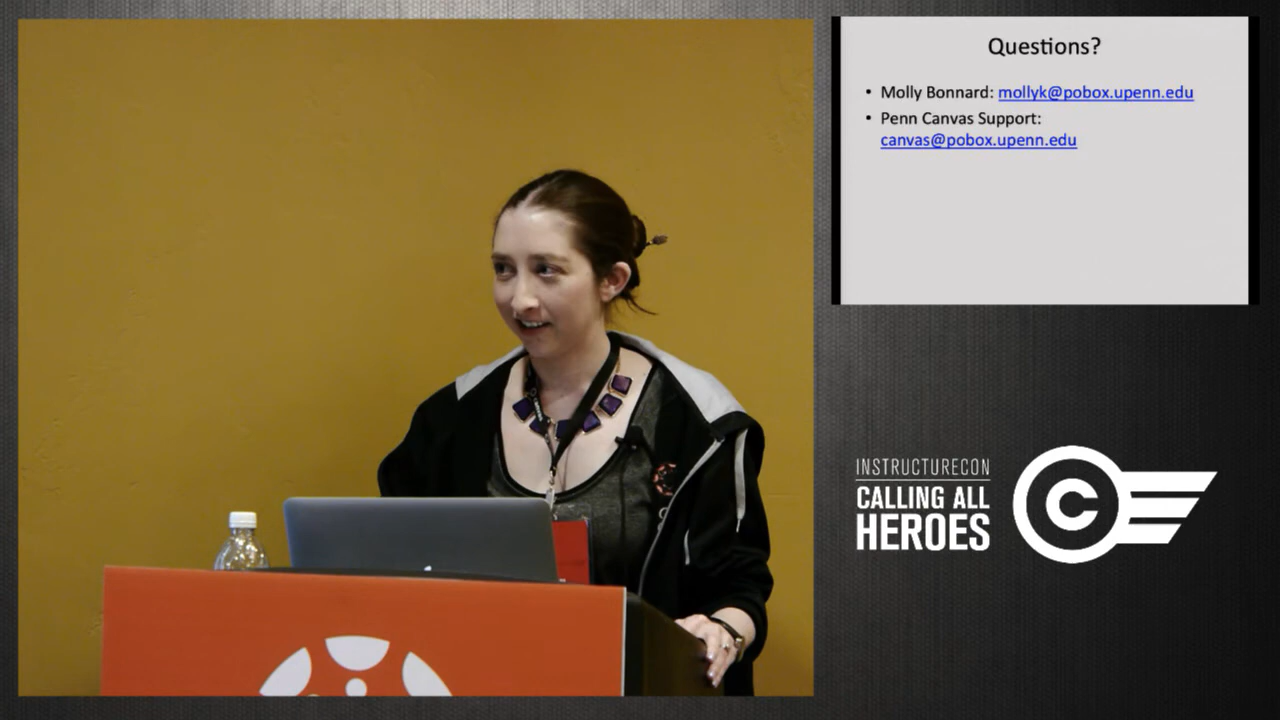 Questions?
• Molly Bonnard: mollyk@pobox.upenn.edu
• Penn Canvas Support:
canvas@pobox.upenn.edu
INSTRUCTURECON
CALLING ALL
HEROES
C